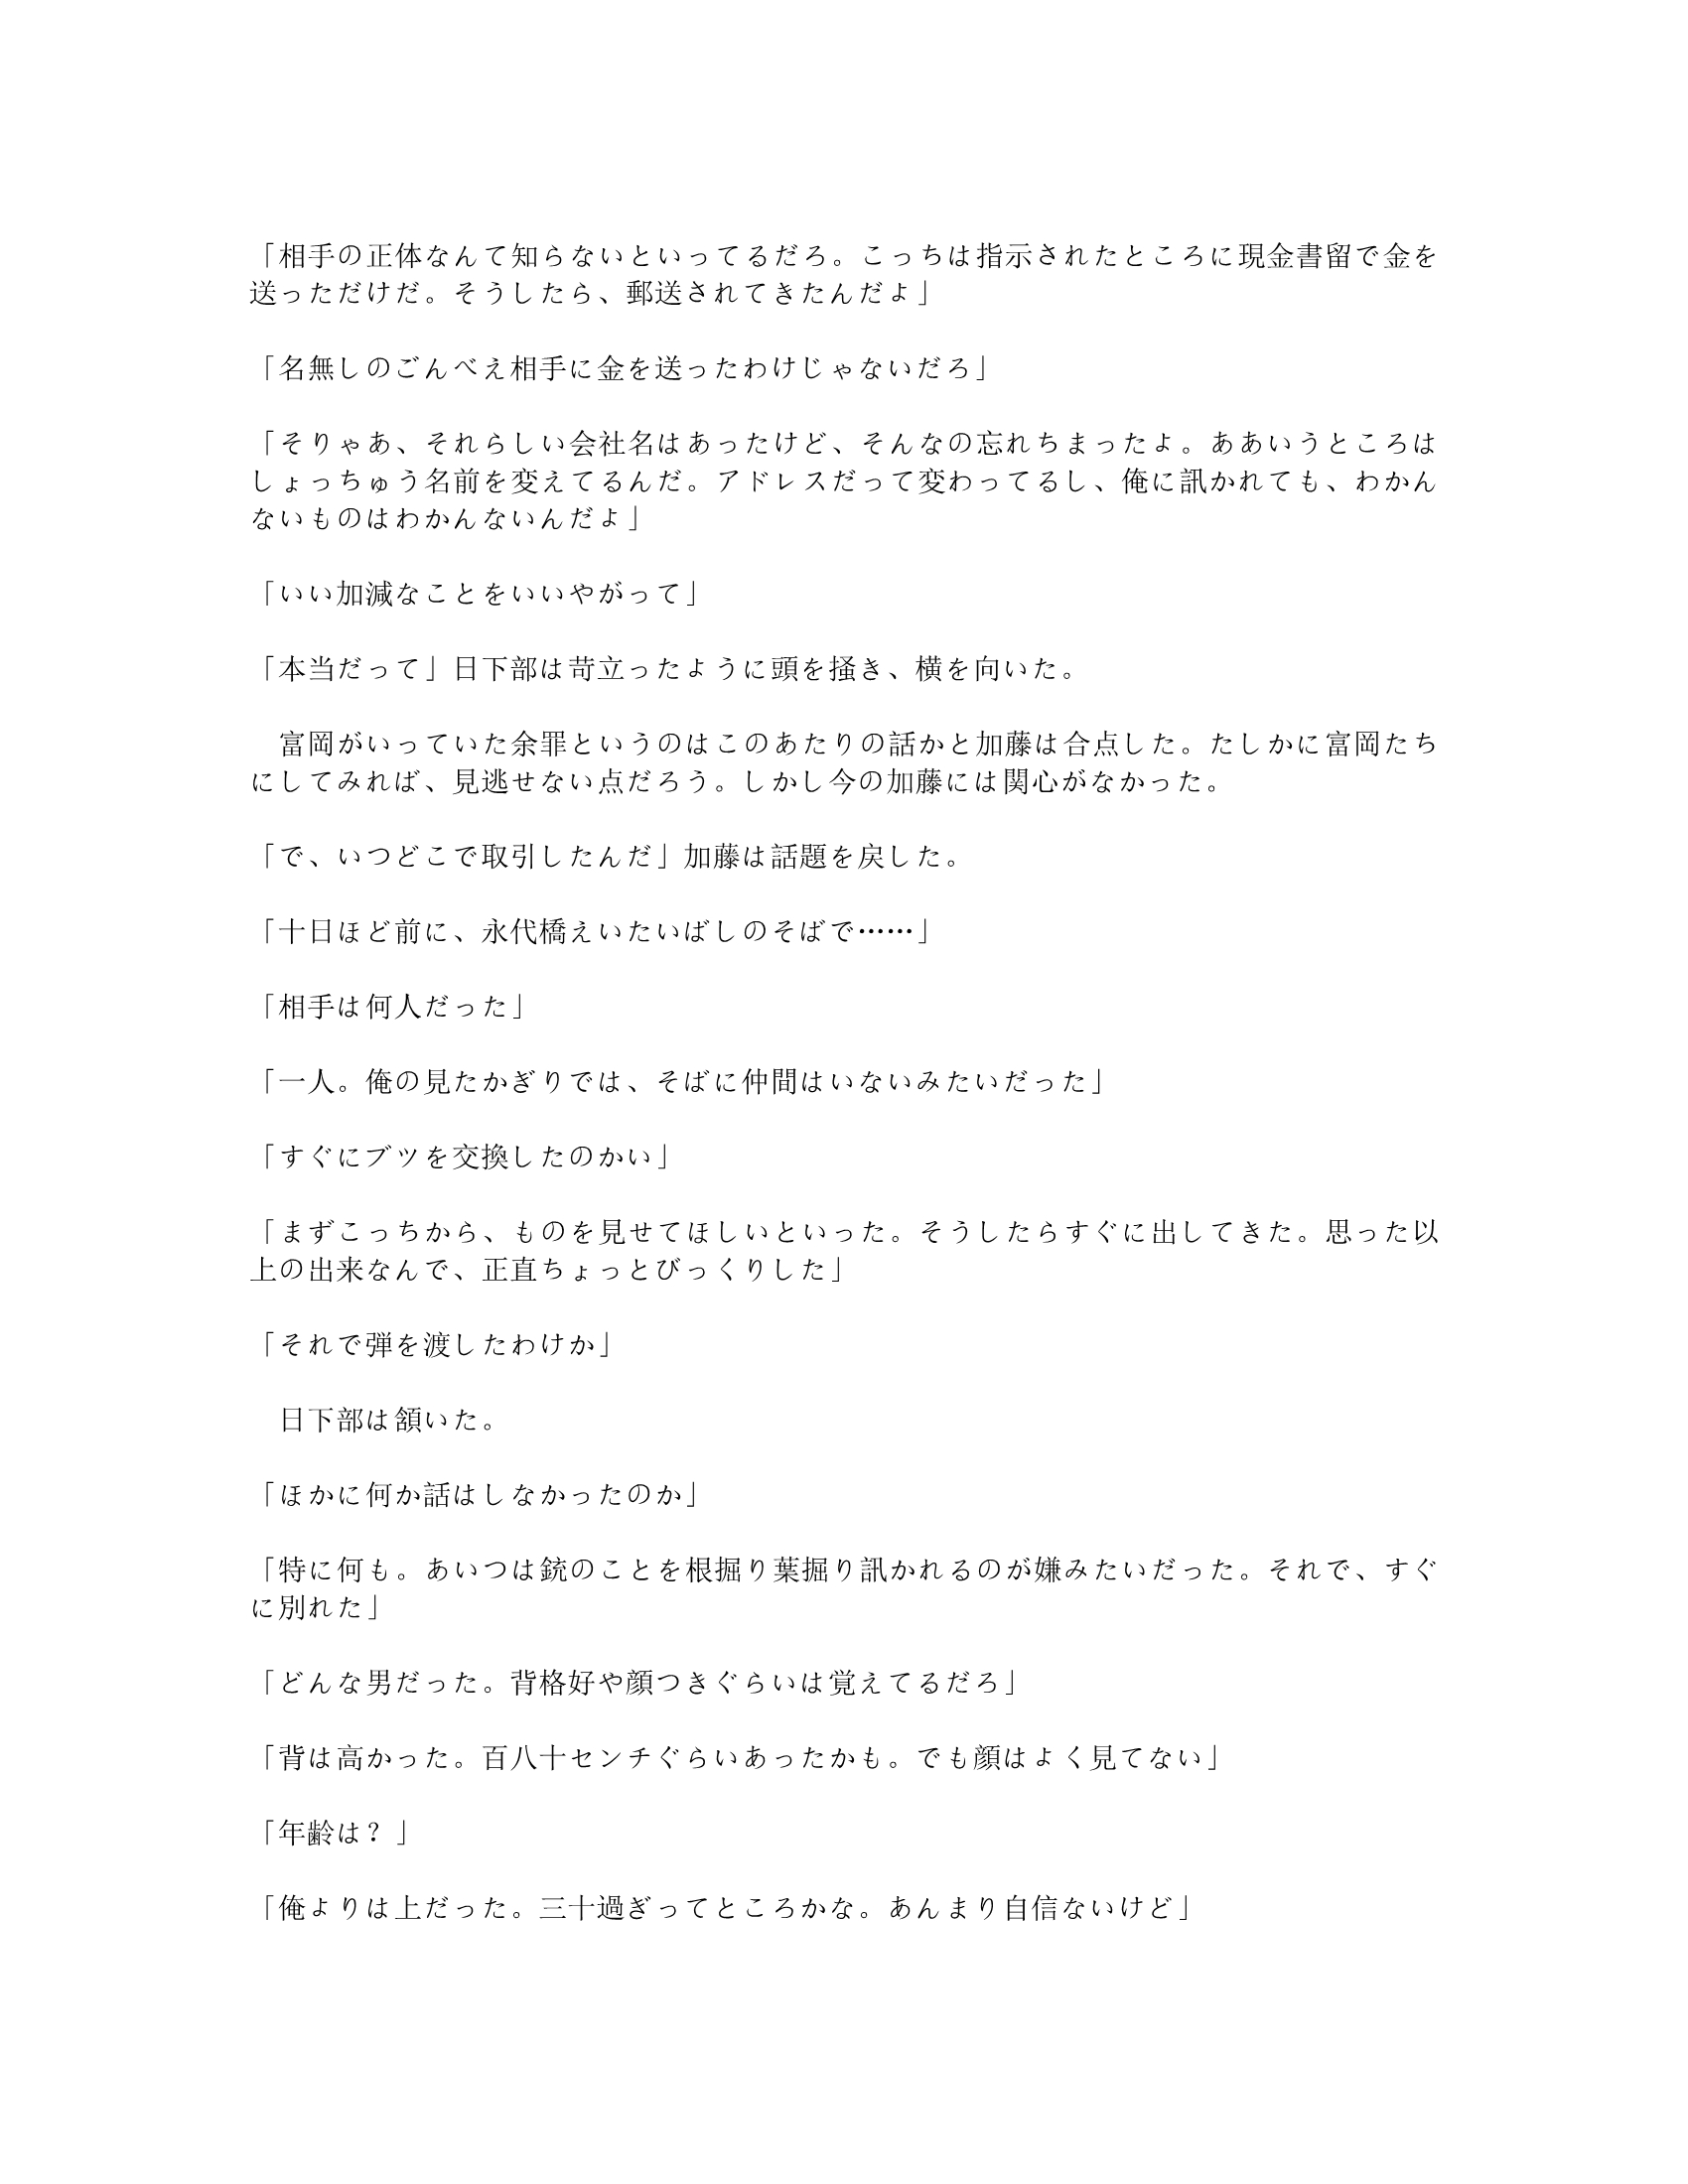 「相手の正体なんて知らないといってるだろ。こっちは指示されたところに現金書留で金を
送っただけだ。そうしたら、郵送されてきたんだよ」
「名無しのごんべえ相手に金を送ったわけじゃないだろ」
「そりゃあ、それらしい会社名はあったけど、そんなの忘れちまったよ。ああいうところは
しょっちゅう名前を変えてるんだ。アドレスだって変わってるし、俺に訊かれても、わかん
ないものはわかんないんだよ」
「いい加減なことをいいやがって」
「本当だって」日下部は苛立ったように頭を掻き、横を向いた。
　富岡がいっていた余罪というのはこのあたりの話かと加藤は合点した。たしかに富岡たち
にしてみれば、見逃せない点だろう。しかし今の加藤には関心がなかった。
「で、いつどこで取引したんだ」加藤は話題を戻した。
「十日ほど前に、永代橋えいたいばしのそばで……」
「相手は何人だった」
「一人。俺の見たかぎりでは、そばに仲間はいないみたいだった」
「すぐにブツを交換したのかい」
「まずこっちから、ものを見せてほしいといった。そうしたらすぐに出してきた。思った以
上の出来なんで、正直ちょっとびっくりした」
「それで弾を渡したわけか」
　日下部は頷いた。
「ほかに何か話はしなかったのか」
「特に何も。あいつは銃のことを根掘り葉掘り訊かれるのが嫌みたいだった。それで、すぐ
に別れた」
「どんな男だった。背格好や顔つきぐらいは覚えてるだろ」
「背は高かった。百八十センチぐらいあったかも。でも顔はよく見てない」
「年齢は？」
「俺よりは上だった。三十過ぎってところかな。あんまり自信ないけど」